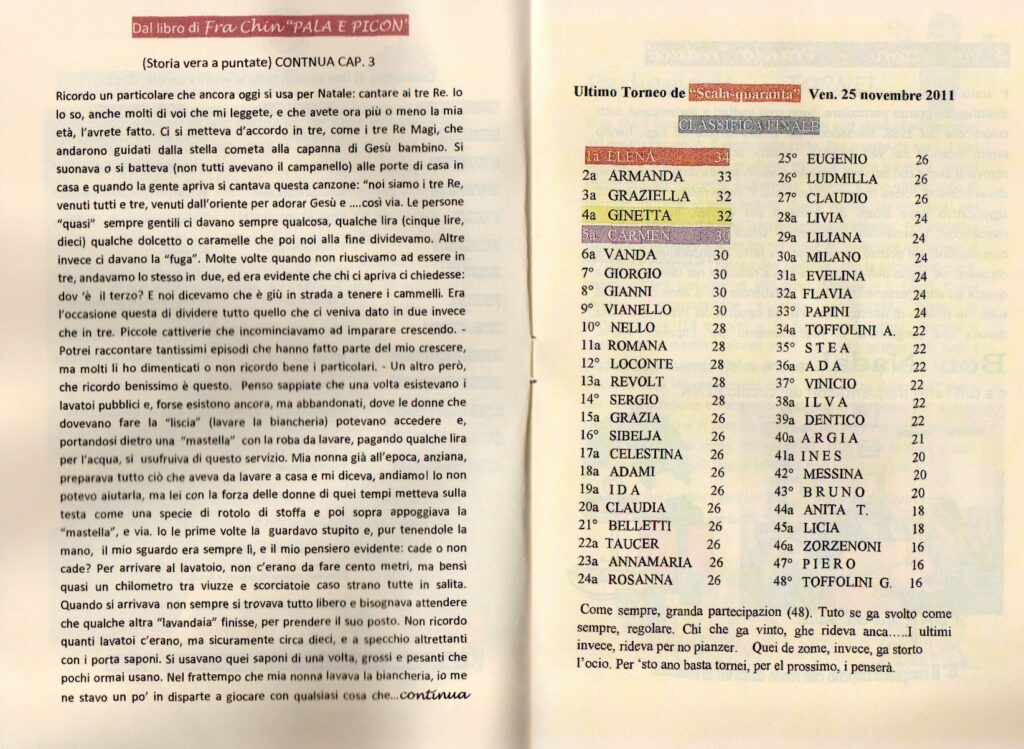 Dal libro di Fra Chin "PALA E PICON"
(Storia vera a puntate) CONTNUA CAP. 3
Ricordo un particolare che ancora oggi si usa per Natale: cantare ai tre Re. Io
lo so, anche molti di voi che mi leggete, e che avete ora più o meno la mia
età, l'avrete fatto. Ci si metteva d'accordo in tre, come i tre Re Magi, che
andarono guidati dalla stella cometa alla capanna di Gesù bambino. Si
suonava o si batteva (non tutti avevano il campanello) alle porte di casa in
casa e quando la gente apriva si cantava questa canzone: "noi siamo i tre Re,
venuti tutti e tre, venuti dall'oriente per adorar Gesù e ....così via. Le persone
"quasi" sempre gentili ci davano sempre qualcosa, qualche lira (cinque lire,
dieci) qualche dolcetto o caramelle che poi noi alla fine dividevamo. Altre
invece ci davano la "fuga". Molte volte quando non riuscivamo ad essere in
tre, andavamo lo stesso in due, ed era evidente che chi ci apriva ci chiedesse:
dov 'è il terzo? E noi dicevamo che è giù in strada a tenere i cammelli. Era
l'occasione questa di dividere tutto quello che ci veniva dato in due invece
che in tre. Piccole cattiverie che incominciavamo ad imparare crescendo. -
Potrei raccontare tantissimi episodi che hanno fatto parte del mio crescere,
ma molti li ho dimenticati o non ricordo bene i particolari. - Un altro però,
che ricordo benissimo è questo. Penso sappiate che una volta esistevano i
lavatoi pubblici e, forse esistono ancora, ma abbandonati, dove le donne che
dovevano fare la "liscia" (lavare la biancheria) potevano accedere e,
portandosi dietro una "mastella" con la roba da lavare, pagando qualche lira
per l'acqua, si usufruiva di questo servizio. Mia nonna già all'epoca, anziana,
preparava tutto ciò che aveva da lavare a casa e mi diceva, andiamo! Io non
potevo aiutarla, ma lei con la forza delle donne di quei tempi metteva sulla
testa come una specie di rotolo di stoffa e poi sopra appoggiava la
"mastella", e via. Io le prime volte la guardavo stupito e, pur tenendole la
mano, il mio sguardo era sempre lì, e il mio pensiero evidente: cade o non
cade? Per arrivare al lavatoio, non c'erano da fare cento metri, ma bensì
quasi un chilometro tra viuzze e scorciatoie caso strano tutte in salita.
Quando si arrivava non sempre si trovava tutto libero e bisognava attendere
che qualche altra "lavandaia" finisse, per prendere il suo posto. Non ricordo
quanti lavatoi c'erano, ma sicuramente circa dieci, e a specchio altrettanti
con i porta saponi. Si usavano quei saponi di una volta, grossi e pesanti che
pochi ormai usano. Nel frattempo che mia nonna lavava la biancheria, io me
ne stavo un po' in disparte a giocare con qualsiasi cosa che...continua
Ultimo Torneo de "Scala-quaranta" Ven. 25 novembre 2011
CLASSIFICA FINALE
1a ELENA 34
2a ARMANDA 33
3a GRAZIELLA 32
4a GINETTA 32
5a CARMEN 30
6a VANDA 30
7° GIORGIO 30
8° GIANNI 30
9° VIANELLO 30
10° NELLO 28
11a ROMANA 28
12° LOCONTE 28
13a REVOLT 28
14° SERGIO 28
15a GRAZIA 26
16° SIBELJA 26
17a CELESTINA 26
18a ADAMI 26
19a IDA 26
20a CLAUDIA 26
21° BELLETTI 26
22a TAUCER 26
23a ANNAMARIA 26
24a ROSANNA 26
25° EUGENIO 26
26° LUDMILLA 26
27° CLAUDIO 26
28a LIVIA 24
29a LILIANA 24
30a MILANO 24
31a EVELINA 24
32a FLAVIA 24
33° PAPINI 24
34a TOFFOLINI A. 22
35° S T E A 22
36a A D A 22
37° VINICIO 22
38a I L V A 22
39a DENTICO 22
40a A R G I A 21
41a I N E S 20
42° MESSINA 20
43° B R U N O 20
44a ANITA T. 18
45a LICIA 18
46a ZORZENONI 16
47° P I E R O 16
48° TOFFOLINI G. 16
Come sempre, granda partecipazion (48). Tuto se ga svolto come
sempre, regolare. Chi che ga vinto, ghe rideva anca.....I ultimi
invece, rideva per no pianzer. Quei de zome, invece, ga storto
l'ocio. Per 'sto ano basta tornei, per el prossimo, i penserà.